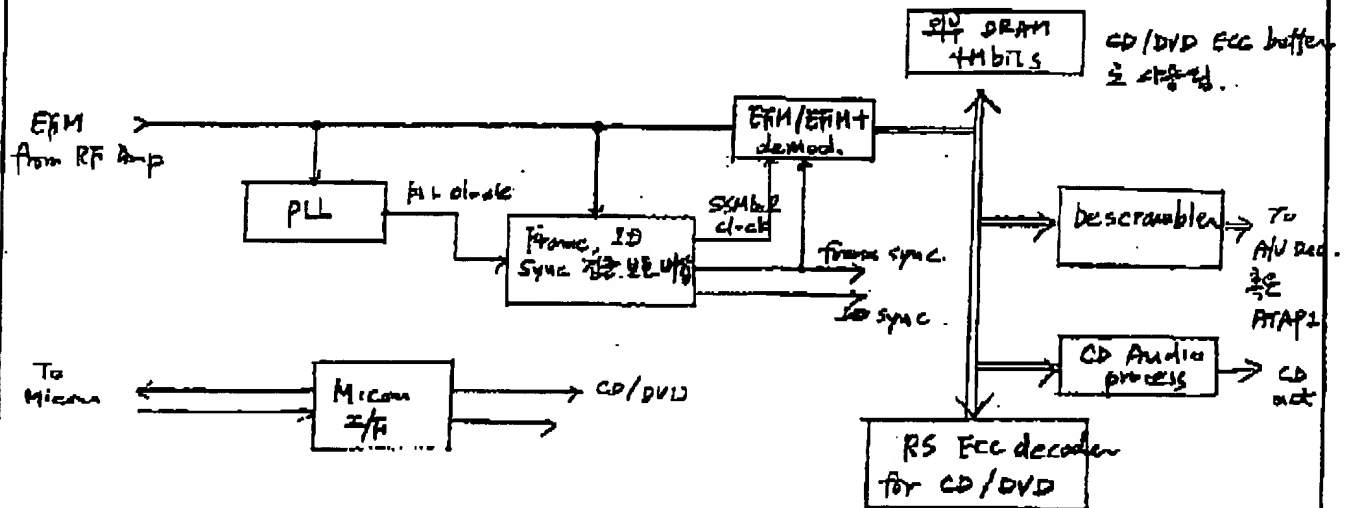 외부 DRAM
4Mbits
CD/DVD ECC buffer
로 사용됨.
EFM
from RF Amp
EFM/EFM+
demod.
PLL
PLL clock
Symbol
clock
Frame, ID
Sync 검출 보호 내삽
frame sync.
ID sync.
Descrambler
To
A/V Dec.
혹은
ATAPI
CD Audio
process
CD
out
To
Micom
Micom
I/F
CD/DVD
RS ECC decoder
for CD/DVD